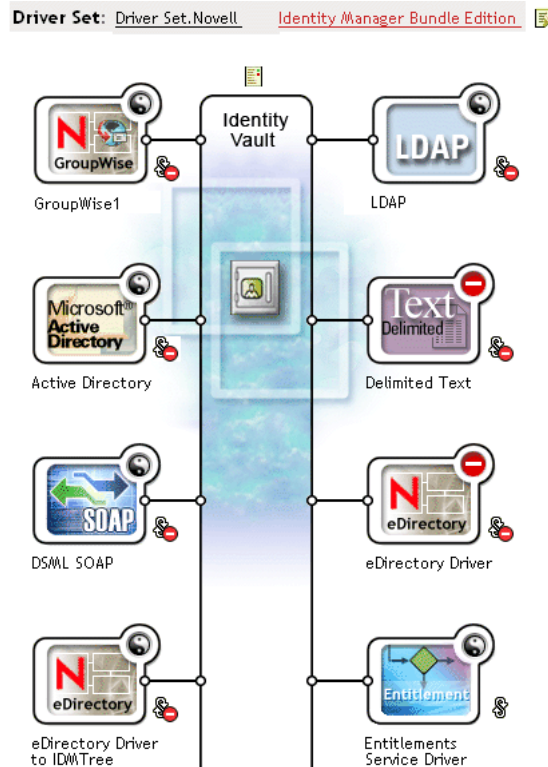 Driver Set: Driver Set.Novell Identity Manager Bundle Edition
Identity
Vault
N
GroupWise
GroupWise1
LDAP
LDAP
Microsoft®
Active
Directory
Active Directory
Text
Delimited
Delimited Text
SOAP
DSML SOAP
N
eDirectory
eDirectory Driver
N
eDirectory
eDirectory Driver
to IDMTree
Entitlement
Entitlements
Service Driver